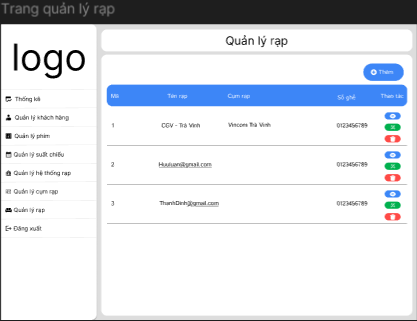 Trang quản lý rạp
logo
Thống kê
Quản lý khách hàng
Quản lý phim
Quản lý suất chiếu
Quản lý hệ thống rạp
Quản lý cụm rạp
Quản lý rạp
Đăng xuất
Quản lý rạp
Thêm
Mã Tên rạp Cụm rạp Số ghế Thao tác
1 CGV - Trà Vinh Vincom Trà Vinh 0123456789
2 Huuluan@gmail.com 0123456789
3 ThanhDinh@gmail.com 0123456789